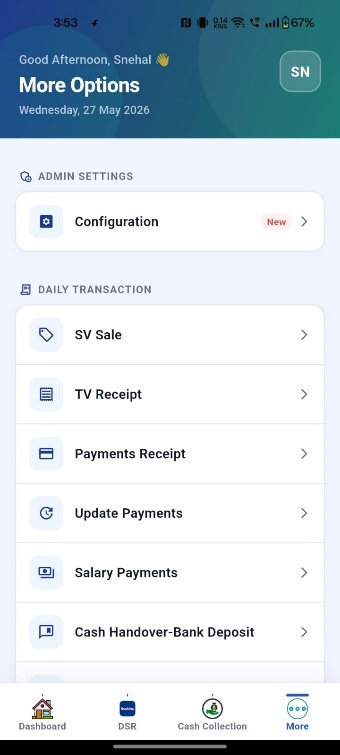 3:53
0.14
KB/S
67%
Good Afternoon, Snehal 👋
More Options
Wednesday, 27 May 2026
SN
ADMIN SETTINGS
Configuration
New
DAILY TRANSACTION
SV Sale
TV Receipt
Payments Receipt
Update Payments
Salary Payments
Cash Handover-Bank Deposit
Dashboard
DSR
Cash Collection
More